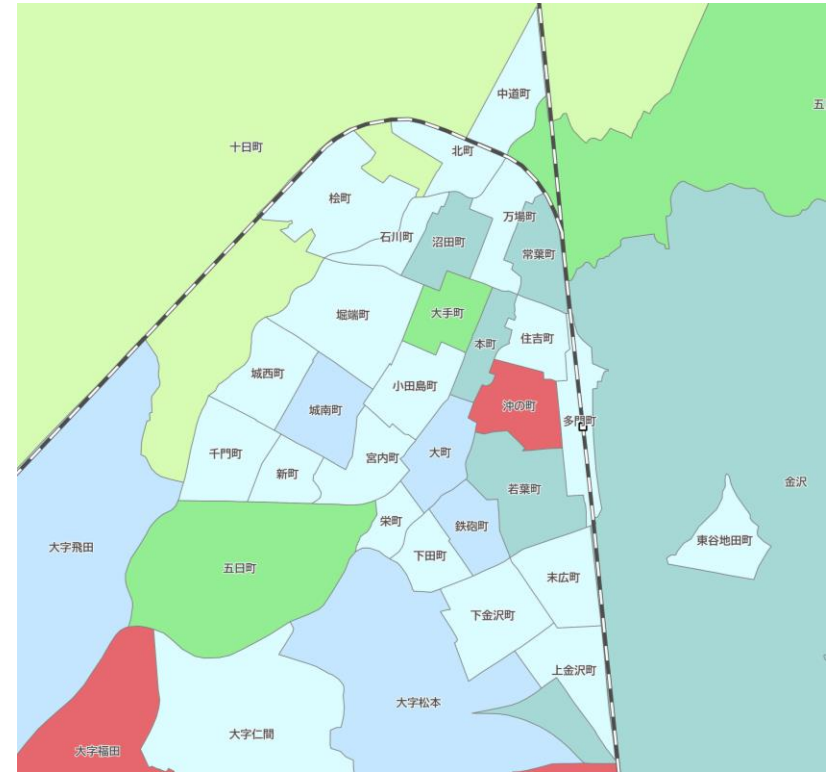 中道町
五
十日町
北町
桧町
万場町
石川町
沼田町
常葉町
堀端町
大手町
住吉町
本町
城西町
小田島町
城南町
沖の町
多門町
千門町
新町
宮内町
大町
若葉町
金沢
栄町
鉄砲町
東谷地田町
大字飛田
下田町
五日町
末広町
下金沢町
上金沢町
大字松本
大字仁間
大字福田